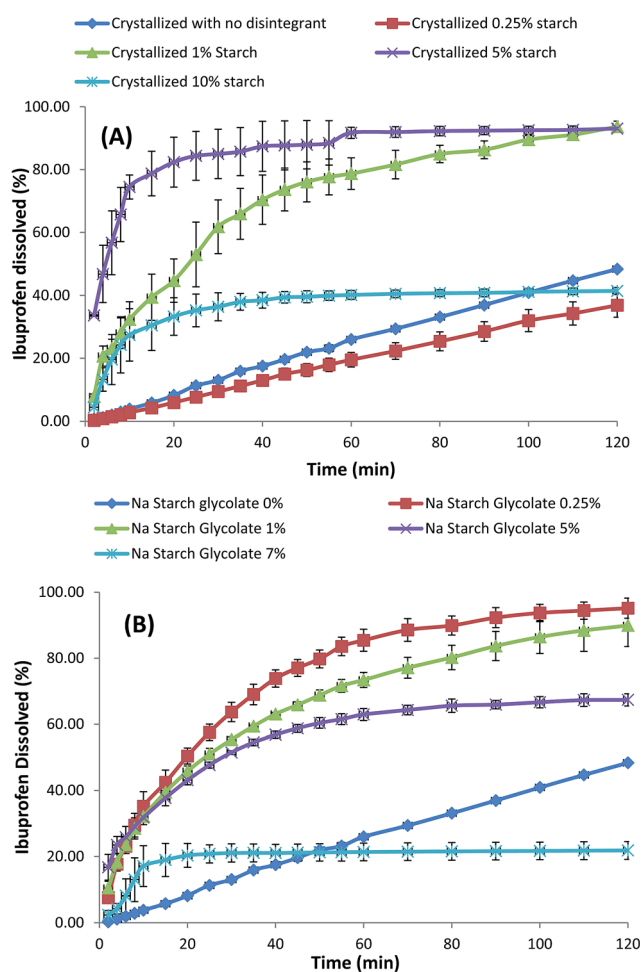 Crystallized with no disintegrant Crystallized 0.25% starch
Crystallized 1% Starch Crystallized 5% starch
Crystallized 10% starch
100.00
(A)
80.00
60.00
40.00
20.00
0.00
Ibuprofen dissolved (%)
0 20 40 60 80 100 120
Time (min)
Na Starch glycolate 0% Na Starch Glycolate 0.25%
Na Starch Glycolate 1% Na Starch Glycolate 5%
Na Starch Glycolate 7%
100.00
(B)
80.00
60.00
40.00
20.00
0.00
Ibuprofen Dissolved (%)
0 20 40 60 80 100 120
Time (min)